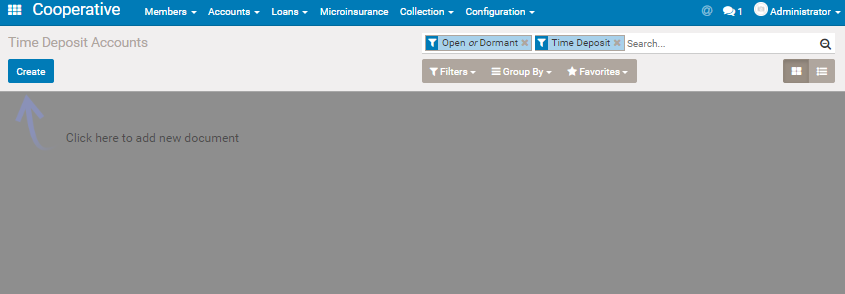 Cooperative Members Accounts Loans Microinsurance Collection Configuration @ 1 Administrator
Time Deposit Accounts
Open or Dormant × Time Deposit × Search...
Create
Filters Group By Favorites
Click here to add new document